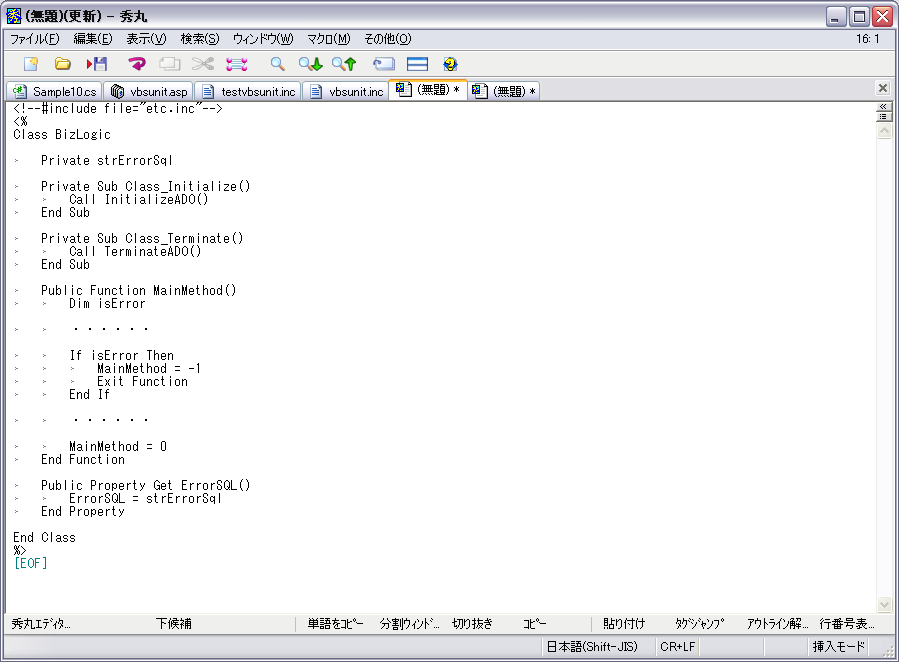 (無題)(更新) - 秀丸
ファイル(F) 編集(E) 表示(V) 検索(S) ウィンドウ(W) マクロ(M) その他(O) 16: 1
Sample10.cs vbsunit.asp testvbsunit.inc vbsunit.inc (無題) * (無題) *
<!--#include file="etc.inc"-->
<%
Class BizLogic
Private strErrorSql
Private Sub Class_Initialize()
Call InitializeADO()
End Sub
Private Sub Class_Terminate()
Call TerminateADO()
End Sub
Public Function MainMethod()
Dim isError
・・・・・・
If isError Then
MainMethod = -1
Exit Function
End If
・・・・・・
MainMethod = 0
End Function
Public Property Get ErrorSQL()
ErrorSQL = strErrorSql
End Property
End Class
%>
[EOF]
秀丸エディタ... 下候補 単語をコピー 分割ウィンド... 切り抜き コピー 貼り付け タグジャンプ アウトライン解... 行番号表...
日本語(Shift-JIS) CR+LF 挿入モード